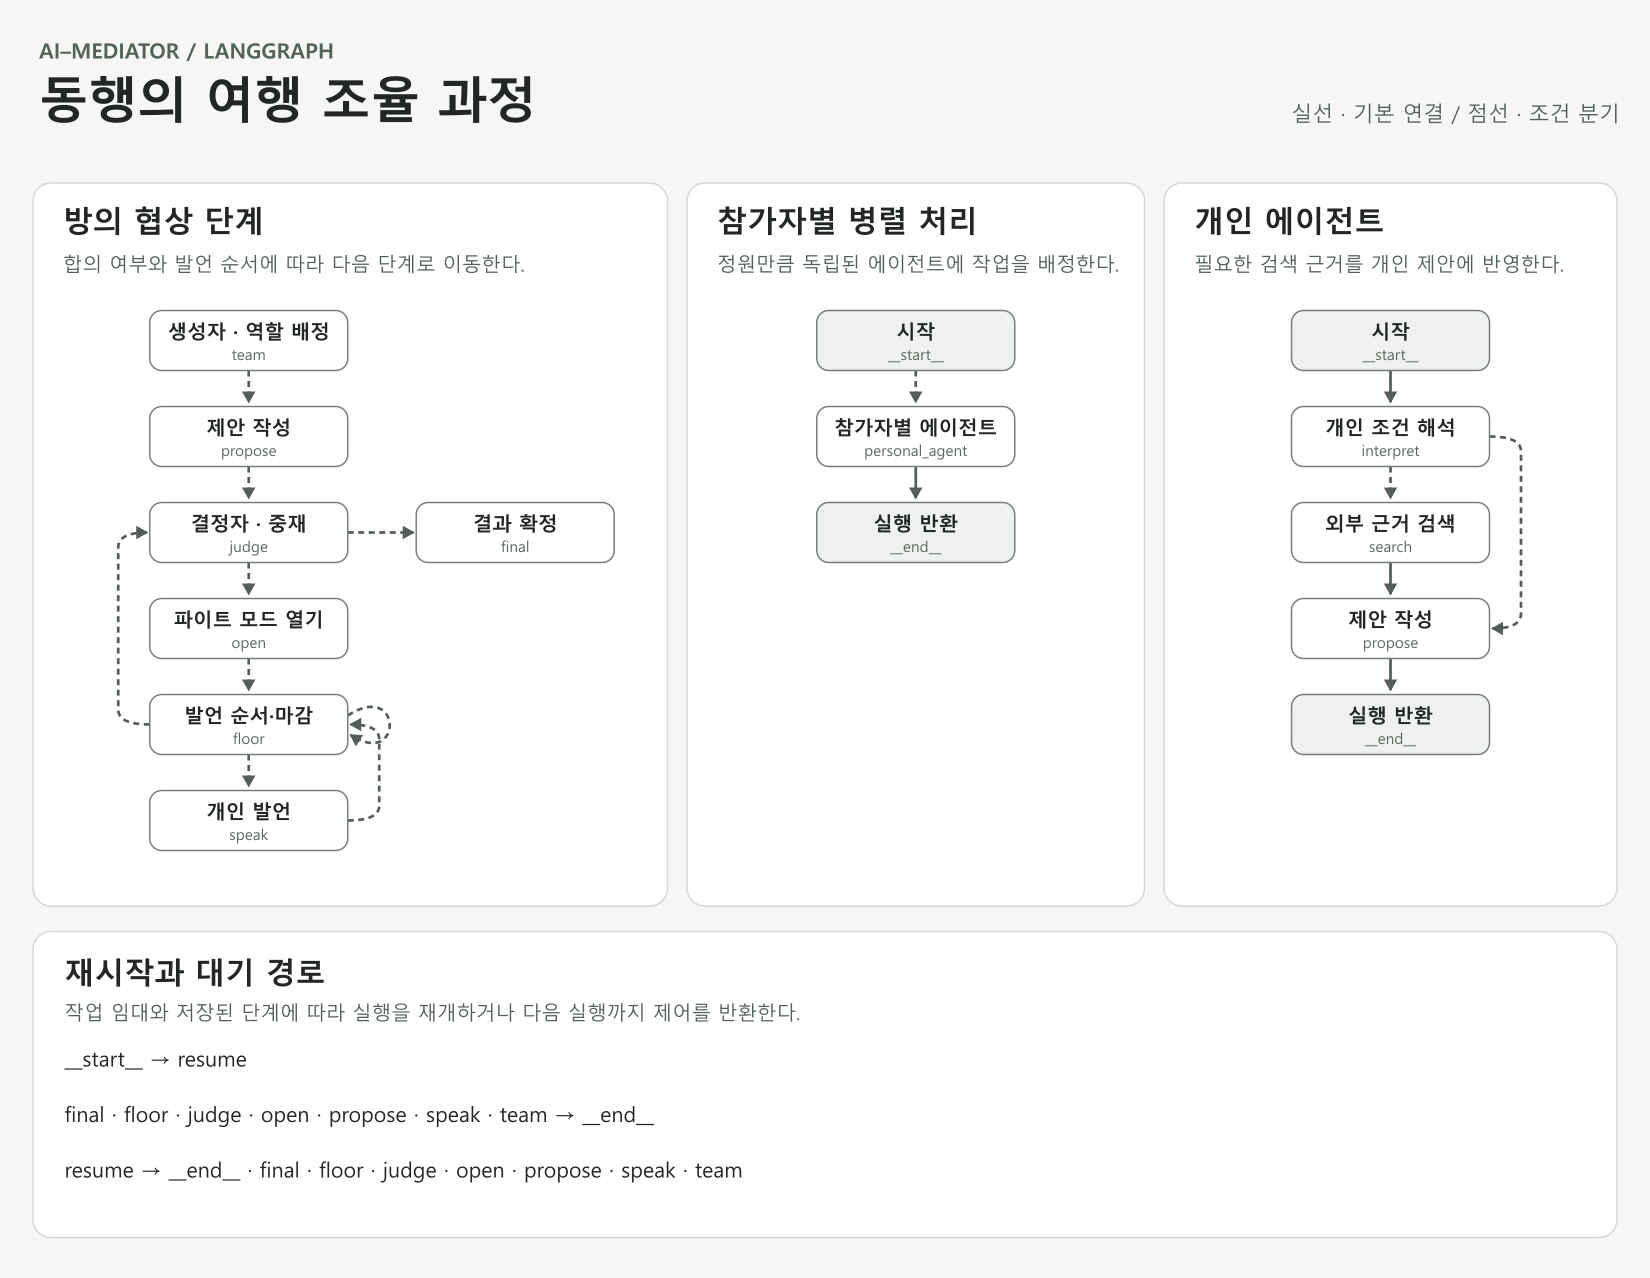 AI–MEDIATOR / LANGGRAPH
동행의 여행 조율 과정
실선 · 기본 연결 / 점선 · 조건 분기
방의 협상 단계
합의 여부와 발언 순서에 따라 다음 단계로 이동한다.
생성자 · 역할 배정
team
제안 작성
propose
결정자 · 중재
judge
결과 확정
final
파이트 모드 열기
open
발언 순서·마감
floor
개인 발언
speak
참가자별 병렬 처리
정원만큼 독립된 에이전트에 작업을 배정한다.
시작
__start__
참가자별 에이전트
personal_agent
실행 반환
__end__
개인 에이전트
필요한 검색 근거를 개인 제안에 반영한다.
시작
__start__
개인 조건 해석
interpret
외부 근거 검색
search
제안 작성
propose
실행 반환
__end__
재시작과 대기 경로
작업 임대와 저장된 단계에 따라 실행을 재개하거나 다음 실행까지 제어를 반환한다.
__start__ → resume
final · floor · judge · open · propose · speak · team → __end__
resume → __end__ · final · floor · judge · open · propose · speak · team